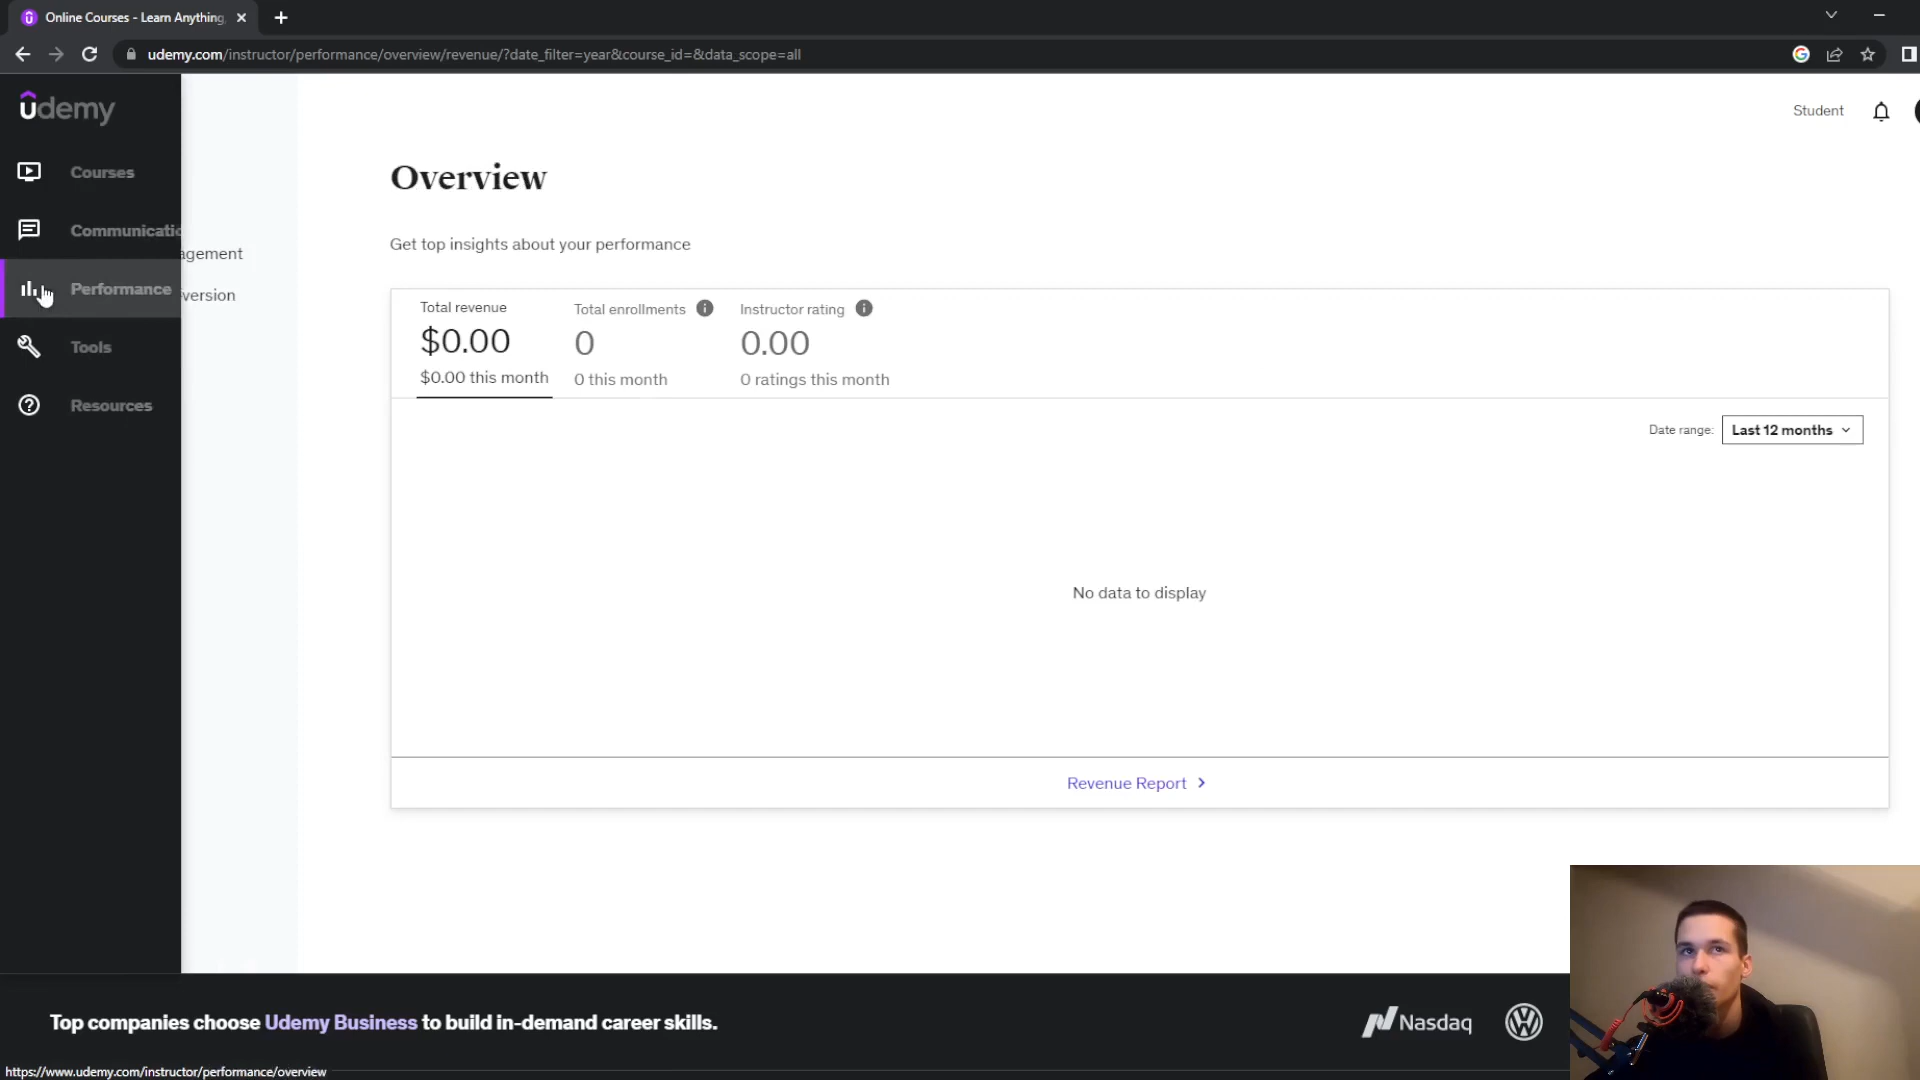 Online Courses - Learn Anything,
udemy.com/instructor/performance/overview/revenue/?date_filter=year&course_id=&data_scope=all
udemy
Student
Courses
Overview
Communicatio
agement
Get top insights about your performance
Performance
version
Total revenue
$0.00
$0.00 this month
Total enrollments
0
0 this month
Instructor rating
0.00
0 ratings this month
Tools
Resources
Date range: Last 12 months
No data to display
Revenue Report
Top companies choose Udemy Business to build in-demand career skills.
Nasdaq
https://www.udemy.com/instructor/performance/overview